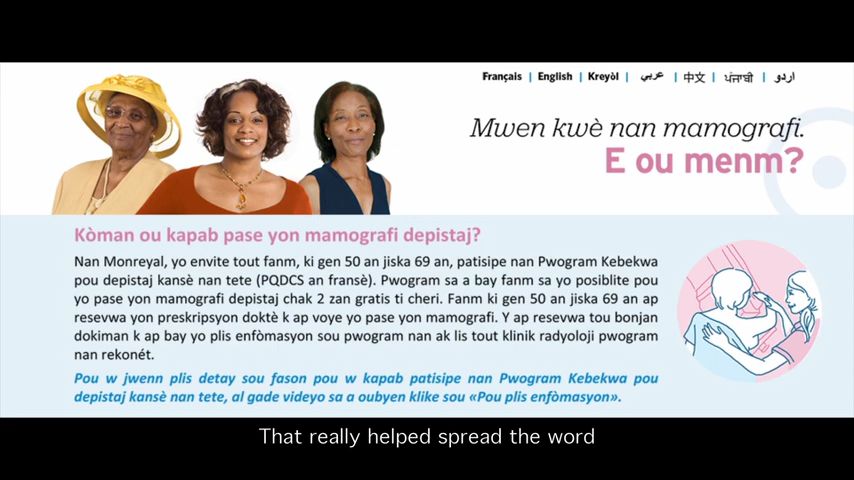 Français | English | Kreyòl | عربي | 中文 | ਪੰਜਾਬੀ | اردو
Mwen kwè nan mamografi.
E ou menm?
Kòman ou kapab pase yon mamografi depistaj?
Nan Monreyal, yo envite tout fanm, ki gen 50 an jiska 69 an, patisipe nan Pwogram Kebekwa
pou depistaj kansè nan tete (PQDCS an fransè). Pwogram sa a bay fanm sa yo posiblite pou
yo pase yon mamografi depistaj chak 2 zan gratis ti cheri. Fanm ki gen 50 an jiska 69 an ap
resevwa yon preskripsyon doktè k ap voye yo pase yon mamografi. Y ap resevwa tou bonjan
dokiman k ap bay yo plis enfòmasyon sou pwogram nan ak lis tout klinik radyoloji pwogram
nan rekonèt.
Pou w jwenn plis detay sou fason pou w kapab patisipe nan Pwogram Kebekwa pou
depistaj kansè nan tete, al gade videyo sa a oubyen klike sou «Pou plis enfòmasyon».
That really helped spread the word